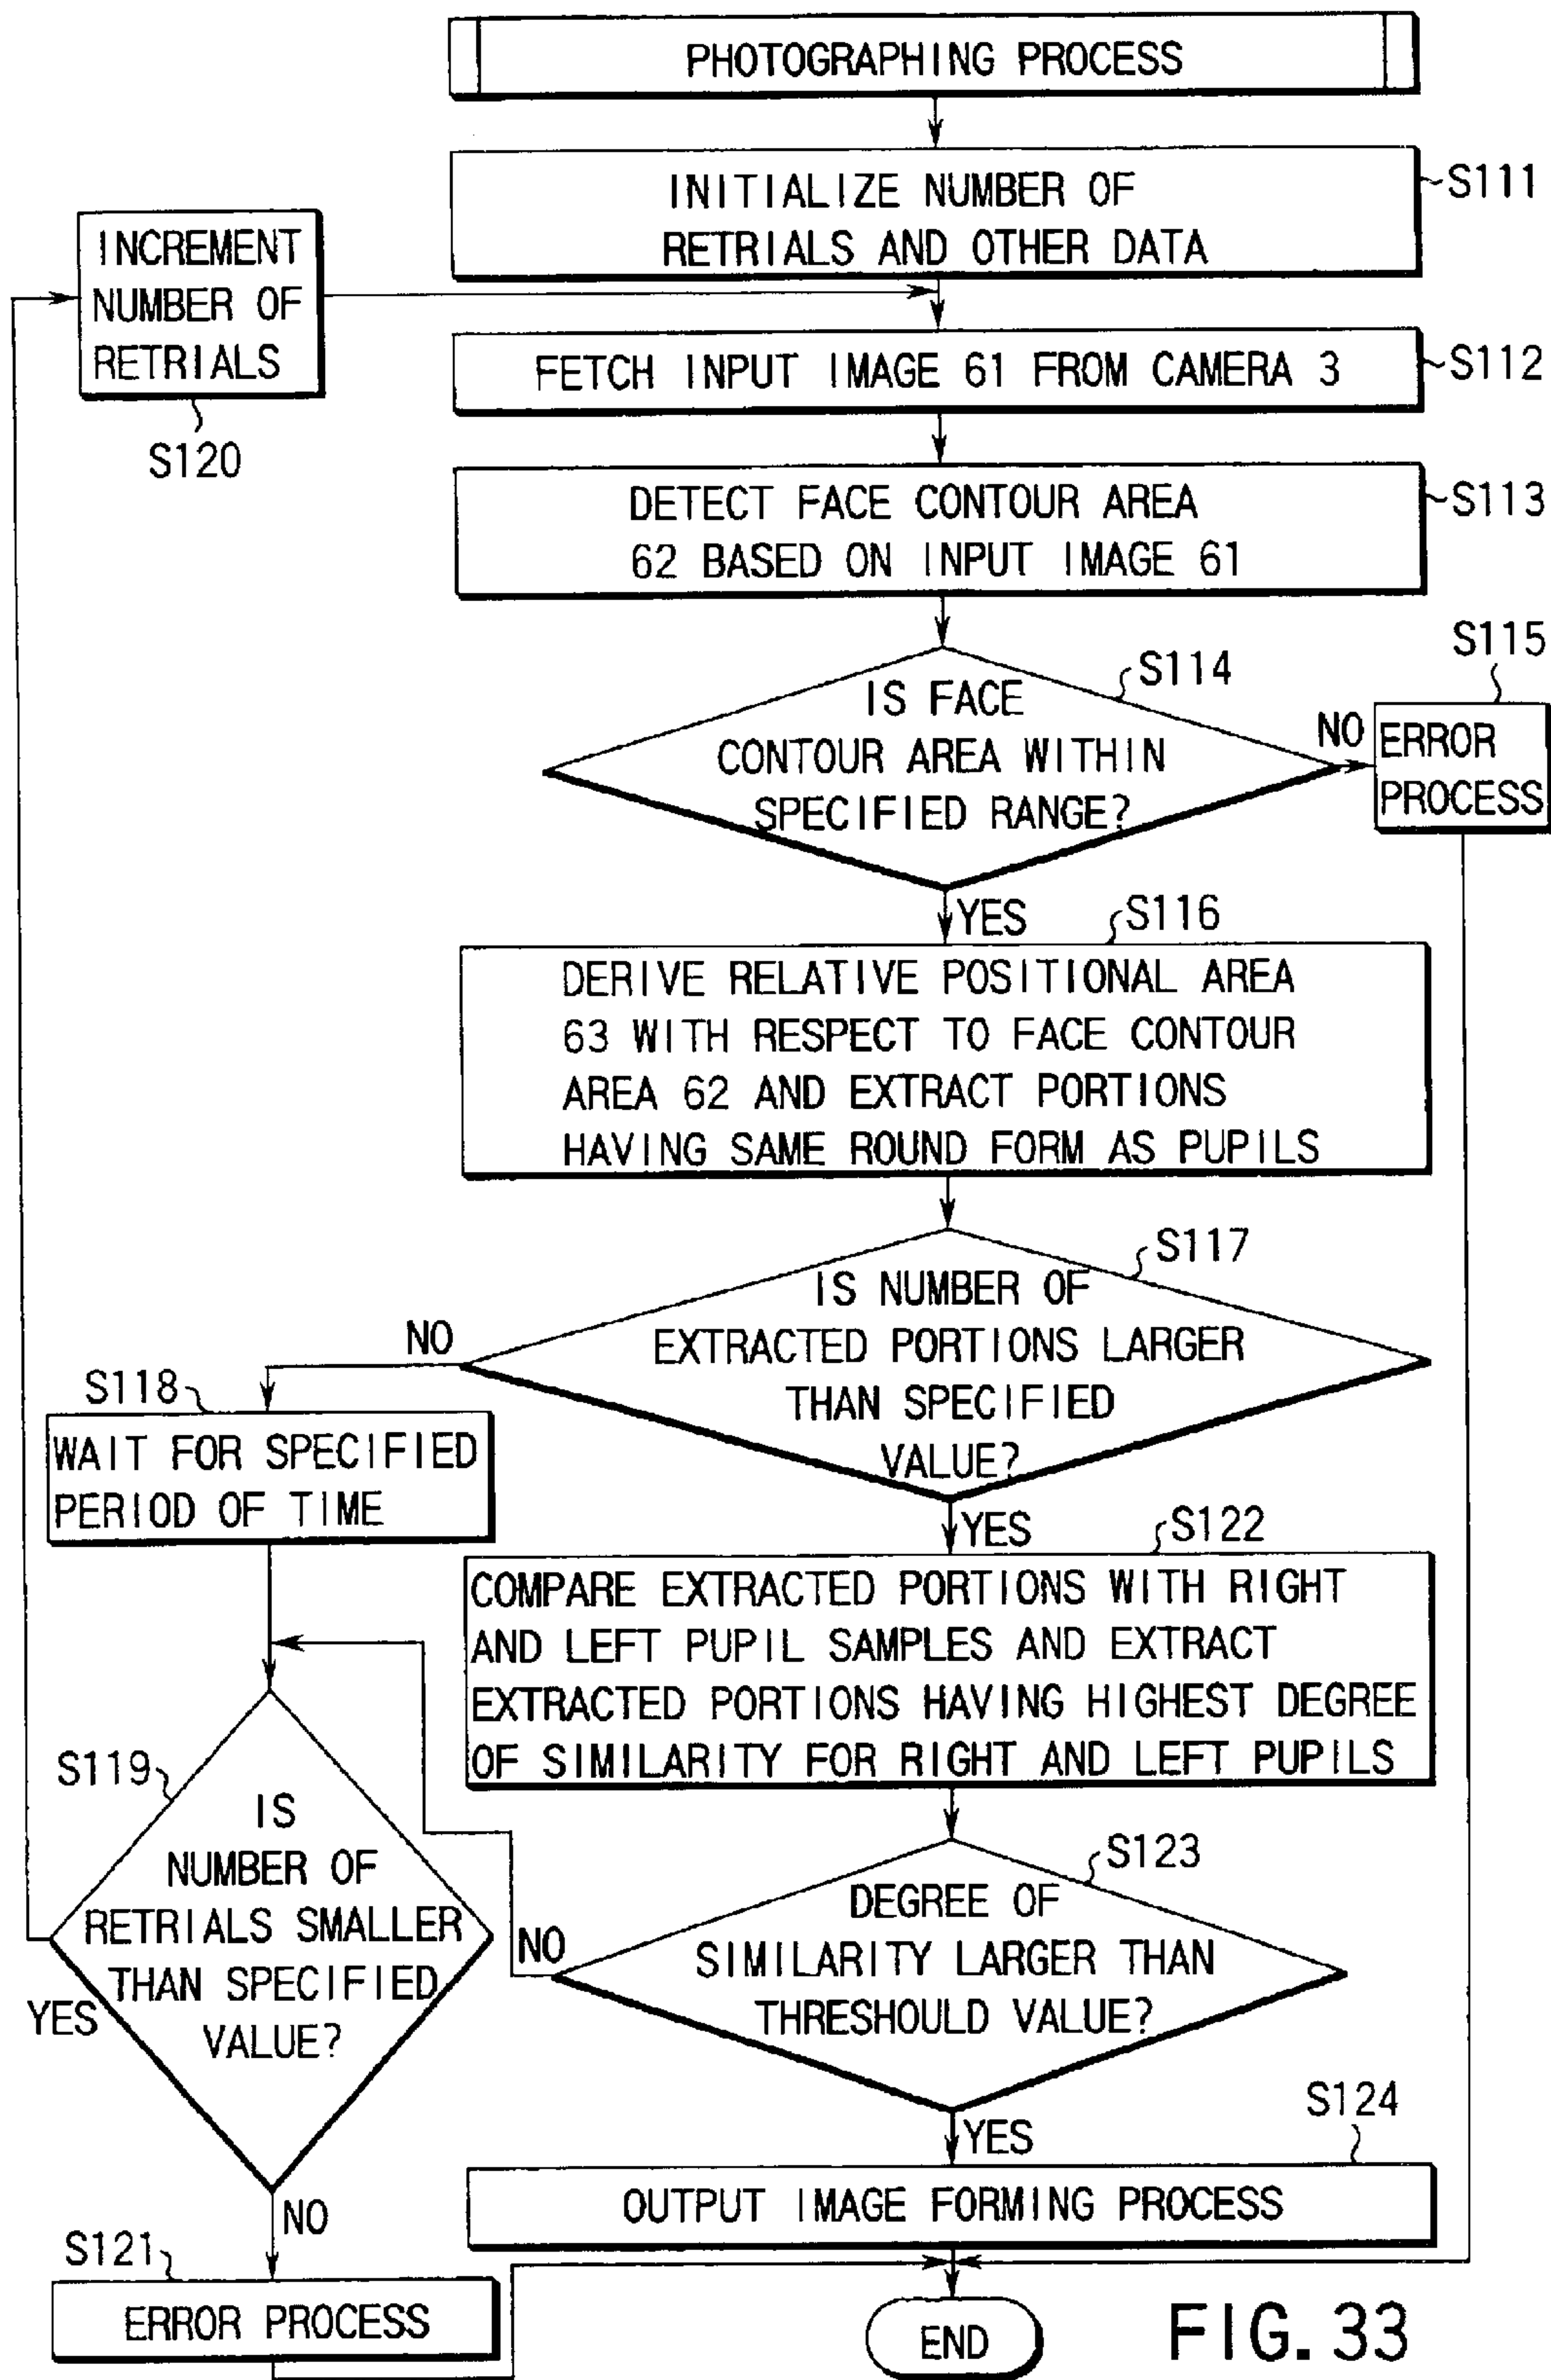 PHOTOGRAPHING PROCESS
INITIALIZE NUMBER OF
RETRIALS AND OTHER DATA
S111
INCREMENT
NUMBER OF
RETRIALS
S120
FETCH INPUT IMAGE 61 FROM CAMERA 3
S112
DETECT FACE CONTOUR AREA
62 BASED ON INPUT IMAGE 61
S113
S114
IS FACE
CONTOUR AREA WITHIN
SPECIFIED RANGE?
NO
S115
ERROR
PROCESS
YES
S116
DERIVE RELATIVE POSITIONAL AREA
63 WITH RESPECT TO FACE CONTOUR
AREA 62 AND EXTRACT PORTIONS
HAVING SAME ROUND FORM AS PUPILS
S117
IS NUMBER OF
EXTRACTED PORTIONS LARGER
THAN SPECIFIED
VALUE?
NO
S118
WAIT FOR SPECIFIED
PERIOD OF TIME
YES
S122
COMPARE EXTRACTED PORTIONS WITH RIGHT
AND LEFT PUPIL SAMPLES AND EXTRACT
EXTRACTED PORTIONS HAVING HIGHEST DEGREE
OF SIMILARITY FOR RIGHT AND LEFT PUPILS
S119
IS
NUMBER OF
RETRIALS SMALLER
THAN SPECIFIED
VALUE?
YES
NO
S123
DEGREE OF
SIMILARITY LARGER THAN
THRESHOULD VALUE?
NO
YES
S124
OUTPUT IMAGE FORMING PROCESS
S121
ERROR PROCESS
END
FIG. 33